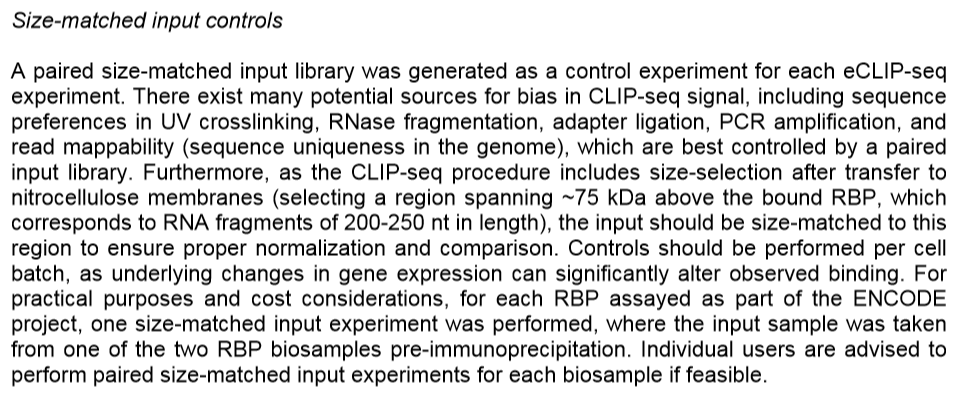 Size-matched input controls
A paired size-matched input library was generated as a control experiment for each eCLIP-seq
experiment. There exist many potential sources for bias in CLIP-seq signal, including sequence
preferences in UV crosslinking, RNase fragmentation, adapter ligation, PCR amplification, and
read mappability (sequence uniqueness in the genome), which are best controlled by a paired
input library. Furthermore, as the CLIP-seq procedure includes size-selection after transfer to
nitrocellulose membranes (selecting a region spanning ~75 kDa above the bound RBP, which
corresponds to RNA fragments of 200-250 nt in length), the input should be size-matched to this
region to ensure proper normalization and comparison. Controls should be performed per cell
batch, as underlying changes in gene expression can significantly alter observed binding. For
practical purposes and cost considerations, for each RBP assayed as part of the ENCODE
project, one size-matched input experiment was performed, where the input sample was taken
from one of the two RBP biosamples pre-immunoprecipitation. Individual users are advised to
perform paired size-matched input experiments for each biosample if feasible.